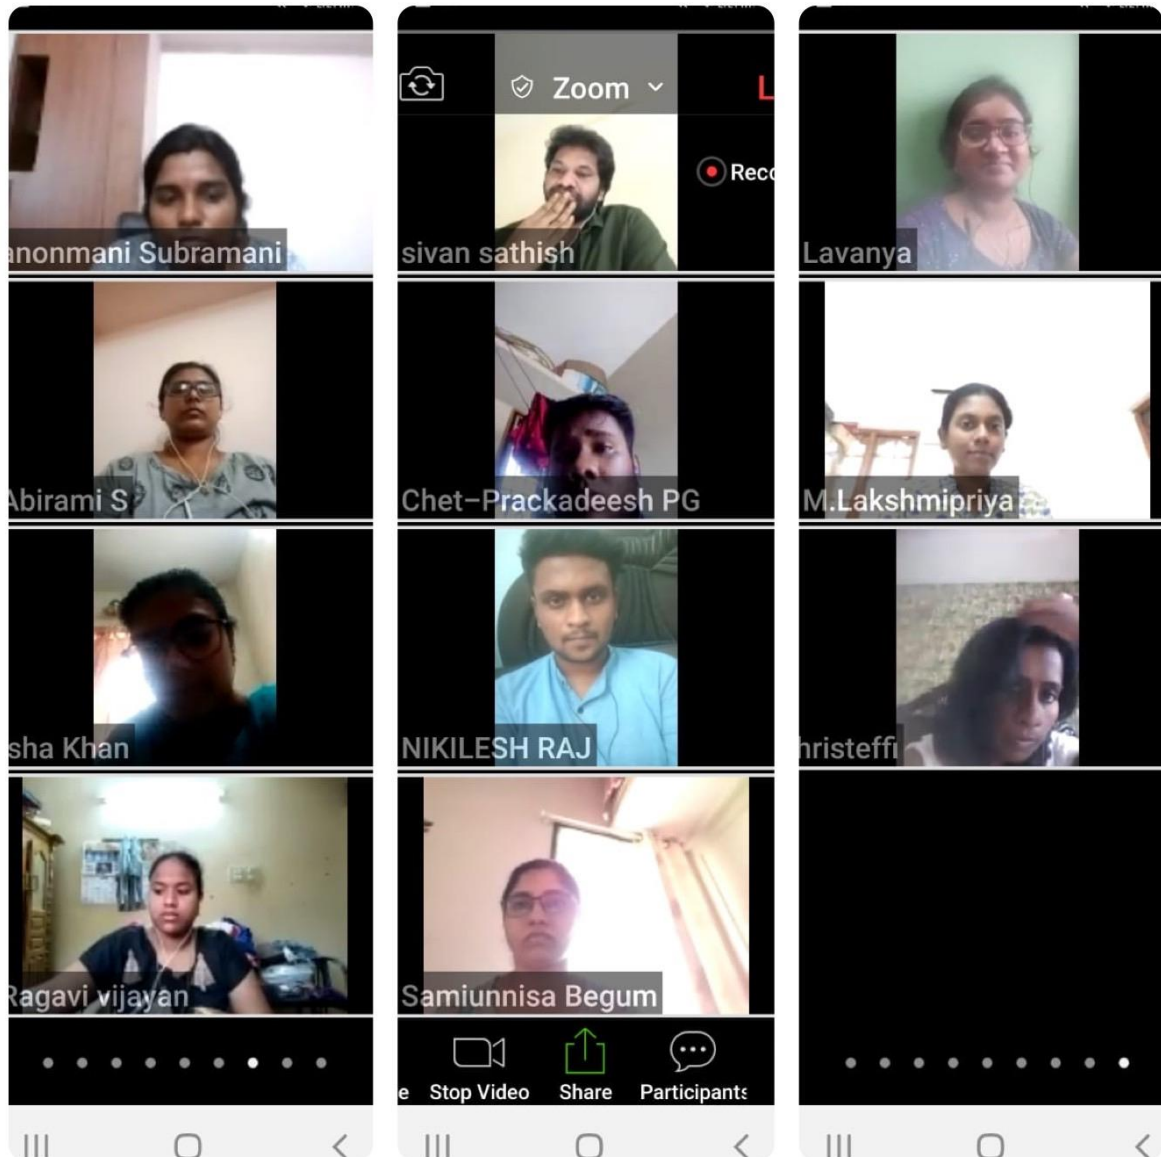 anonmani Subramani
Abirami S
sha Khan
Ragavi vijayan
Zoom
L
Reco
sivan sathish
Chet-Prackadeesh PG
NIKILESH RAJ
Samiunnisa Begum
e Stop Video Share Participants
Lavanya
M.Lakshmipriya
hristeffi